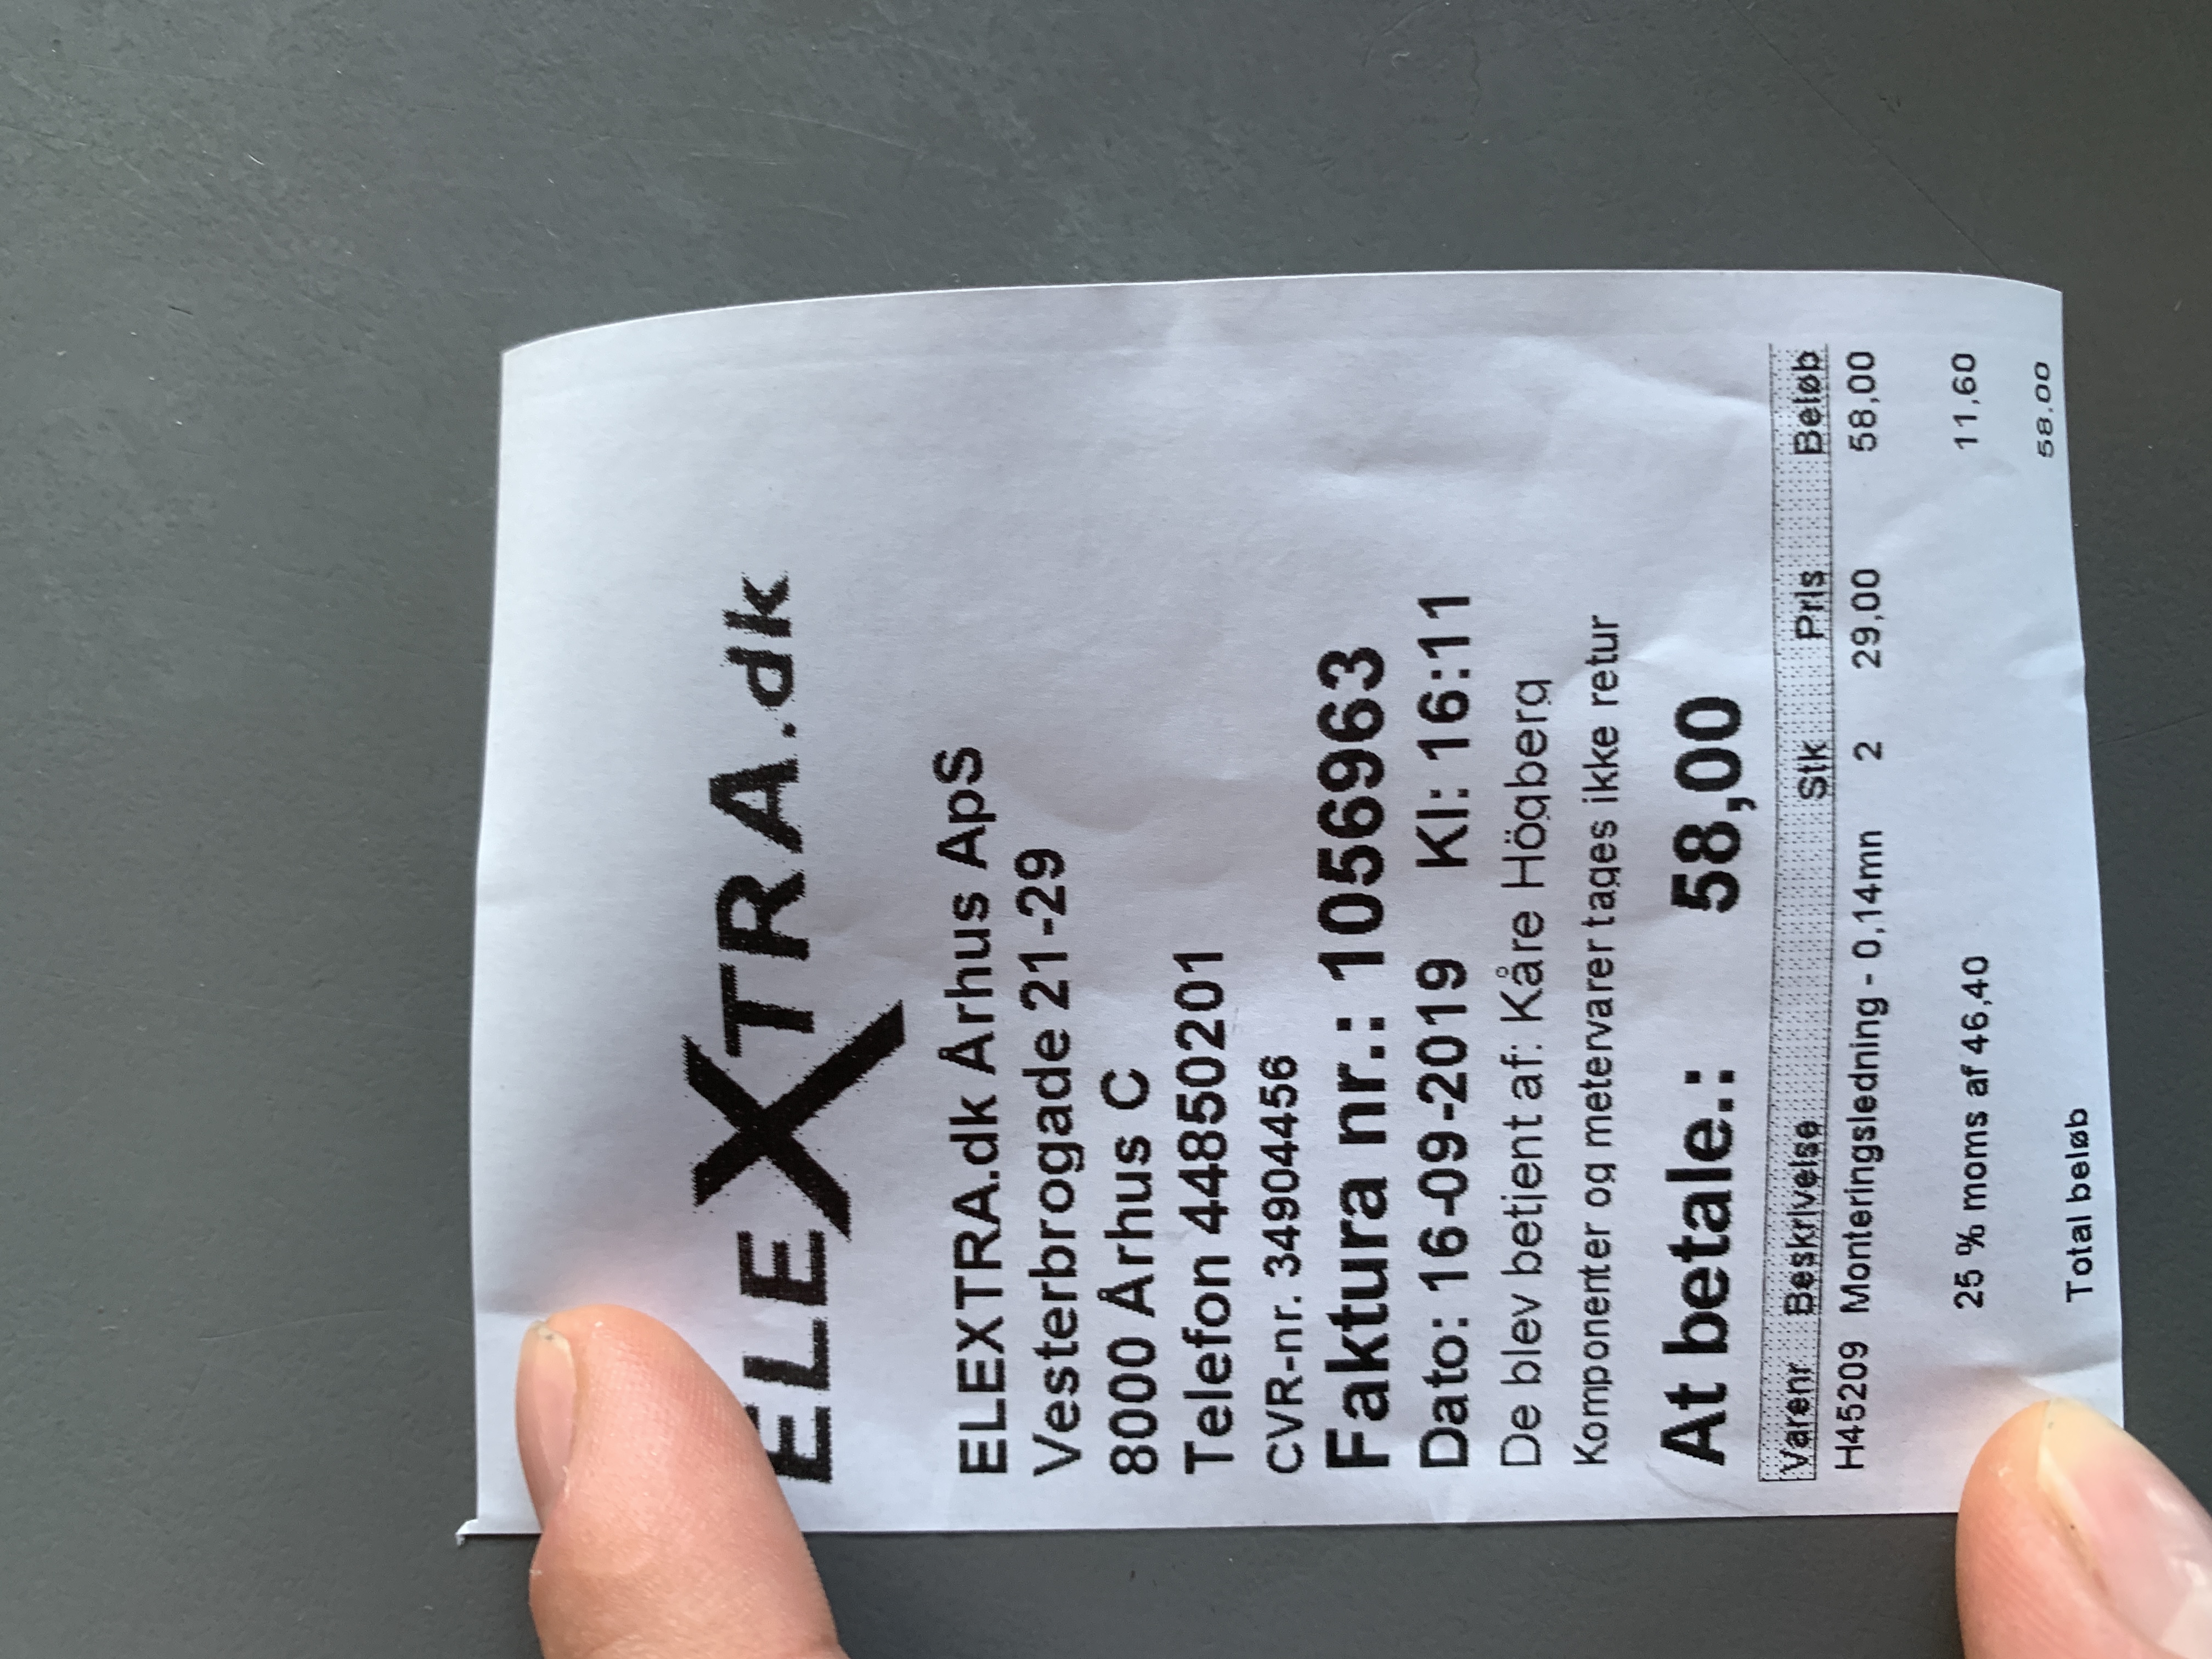 ELEXTRA.dk
ELEXTRA.dk Århus ApS
Vesterbrogade 21-29
8000 Århus C
Telefon 44850201
CVR-nr. 34904456
Faktura nr.: 1056963
Dato: 16-09-2019 Kl: 16:11
De blev betjent af: Kåre Högberg
Komponenter og metervarer tages ikke retur
At betale.: 58,00
Varenr Beskrivelse Stk Pris Beløb
H45209 Monteringsledning - 0,14mn 2 29,00 58,00
25 % moms af 46,40 11,60
Total beløb 58.00